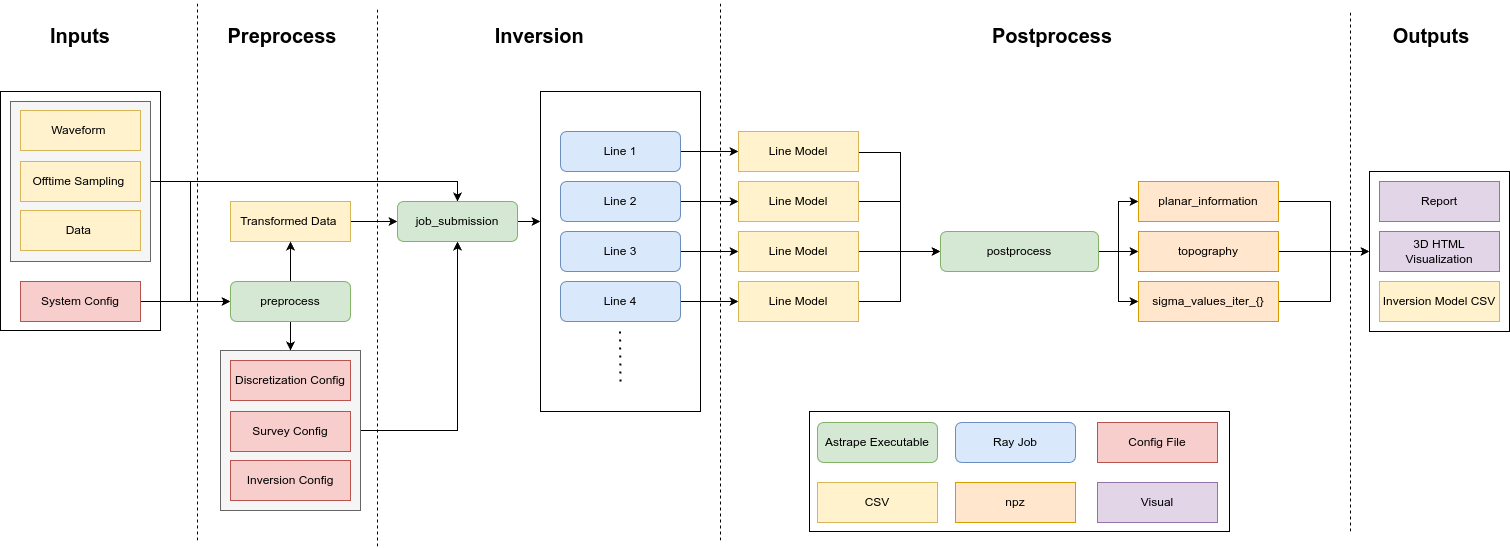 Inputs
Preprocess
Inversion
Postprocess
Outputs
Waveform
Offtime Sampling
Data
System Config
Transformed Data
preprocess
Discretization Config
Survey Config
Inversion Config
job_submission
Line 1
Line 2
Line 3
Line 4
Line Model
Line Model
Line Model
Line Model
postprocess
planar_information
topography
sigma_values_iter_{}
Report
3D HTML
Visualization
Inversion Model CSV
Astrape Executable
Ray Job
Config File
CSV
npz
Visual